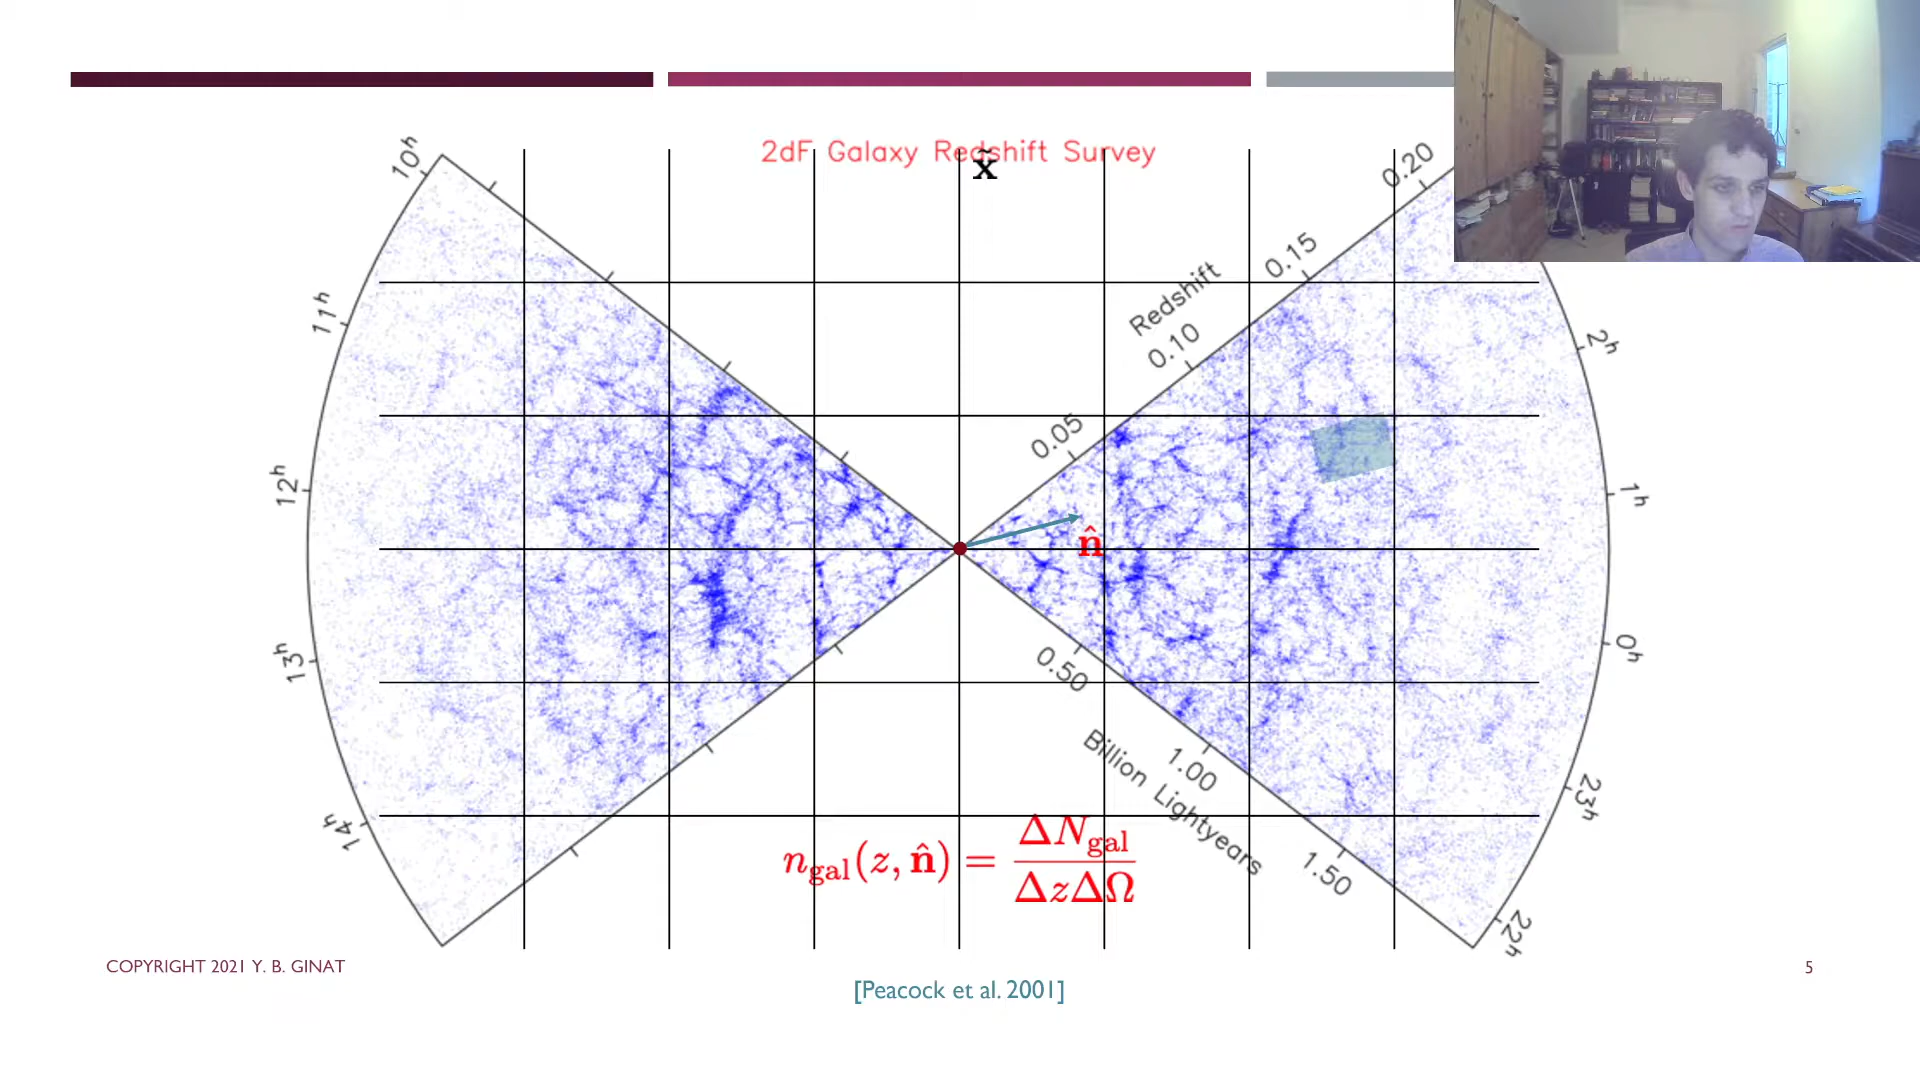 2dF Galaxy Redshift Survey
x̃
10ʰ
11ʰ
12ʰ
13ʰ
14ʰ
Redshift
0.05
0.10
0.15
0.20
2ʰ
1ʰ
0ʰ
23ʰ
22ʰ
n̂
0.50
1.00
1.50
Billion Lightyears
n_gal(z, n̂) = ΔN_gal / ΔzΔΩ
COPYRIGHT 2021 Y. B. GINAT
5
[Peacock et al. 2001]